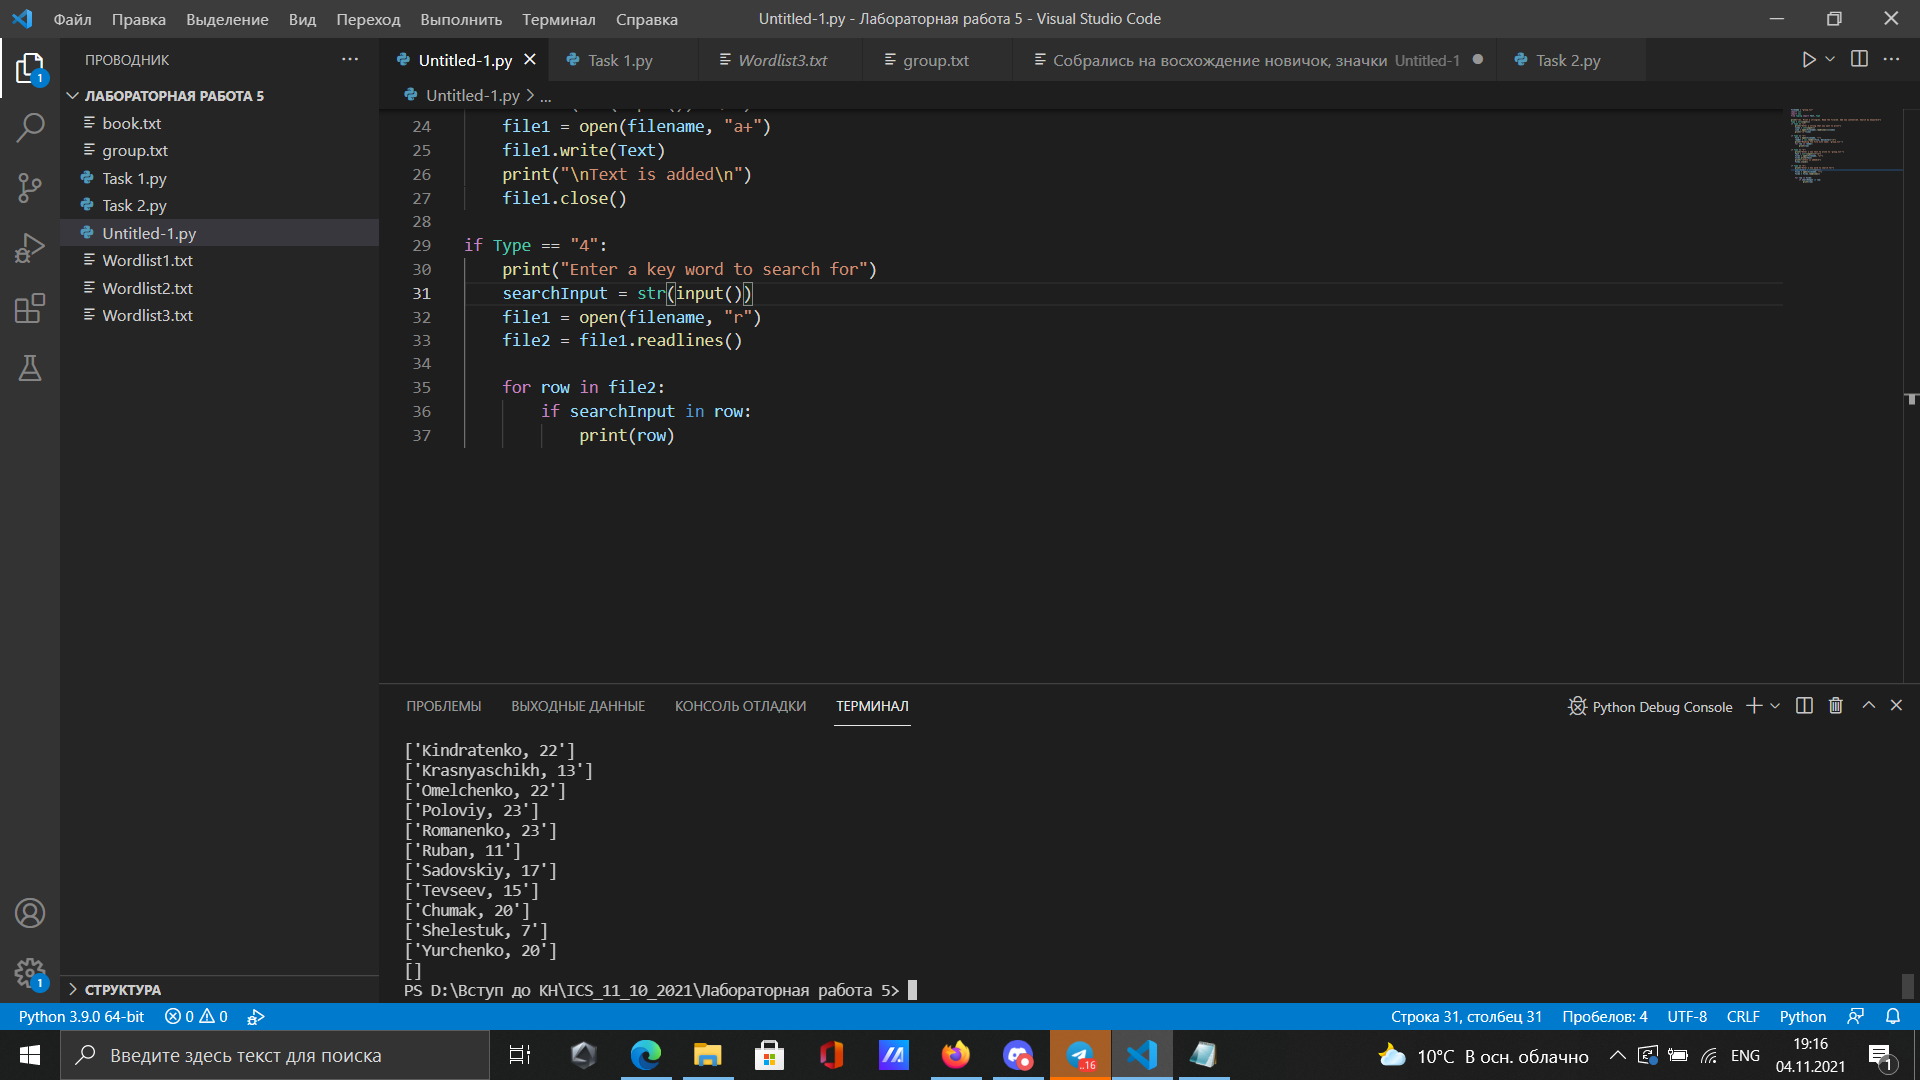 Файл Правка Выделение Вид Переход Выполнить Терминал Справка
Untitled-1.py - Лабораторная работа 5 - Visual Studio Code
ПРОВОДНИК
ЛАБОРАТОРНАЯ РАБОТА 5
book.txt
group.txt
Task 1.py
Task 2.py
Untitled-1.py
Wordlist1.txt
Wordlist2.txt
Wordlist3.txt
СТРУКТУРА
1
1
Untitled-1.py Task 1.py Wordlist3.txt group.txt Собрались на восхождение новичок, значки Untitled-1 Task 2.py
Untitled-1.py > ...
24 file1 = open(filename, "a+")
25 file1.write(Text)
26 print("\nText is added\n")
27 file1.close()
28
29 if Type == "4":
30 print("Enter a key word to search for")
31 searchInput = str(input())
32 file1 = open(filename, "r")
33 file2 = file1.readlines()
34
35 for row in file2:
36 if searchInput in row:
37 print(row)
ПРОБЛЕМЫ ВЫХОДНЫЕ ДАННЫЕ КОНСОЛЬ ОТЛАДКИ ТЕРМИНАЛ
Python Debug Console
['Kindratenko, 22']
['Krasnyaschikh, 13']
['Omelchenko, 22']
['Poloviy, 23']
['Romanenko, 23']
['Ruban, 11']
['Sadovskiy, 17']
['Tevseev, 15']
['Chumak, 20']
['Shelestuk, 7']
['Yurchenko, 20']
[]
PS D:\Вступ до КН\ICS_11_10_2021\Лабораторная работа 5>
Python 3.9.0 64-bit 0 0
Строка 31, столбец 31 Пробелов: 4 UTF-8 CRLF Python
Введите здесь текст для поиска
..16
10°C В осн. облачно
ENG
19:16
04.11.2021
1